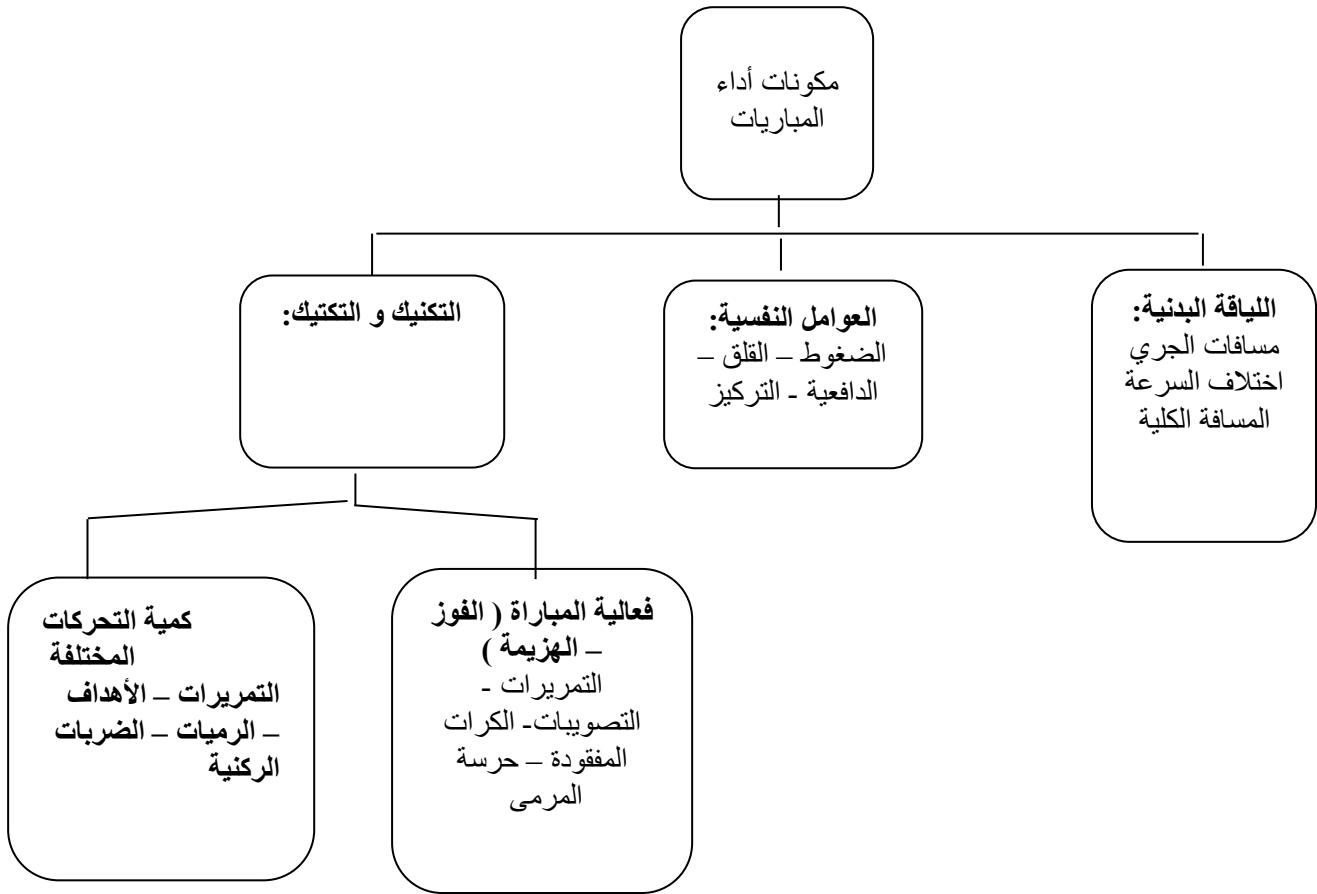 مكونات أداء
المباريات
اللياقة البدنية:
مسافات الجري
اختلاف السرعة
المسافة الكلية
العوامل النفسية:
الضغوط – القلق –
الدافعية - التركيز
التكنيك و التكتيك:
فعالية المباراة ( الفوز
– الهزيمة )
التمريرات -
التصويبات- الكرات
المفقودة – حرسة
المرمى
كمية التحركات
المختلفة
التمريرات – الأهداف
– الرميات – الضربات
الركنية